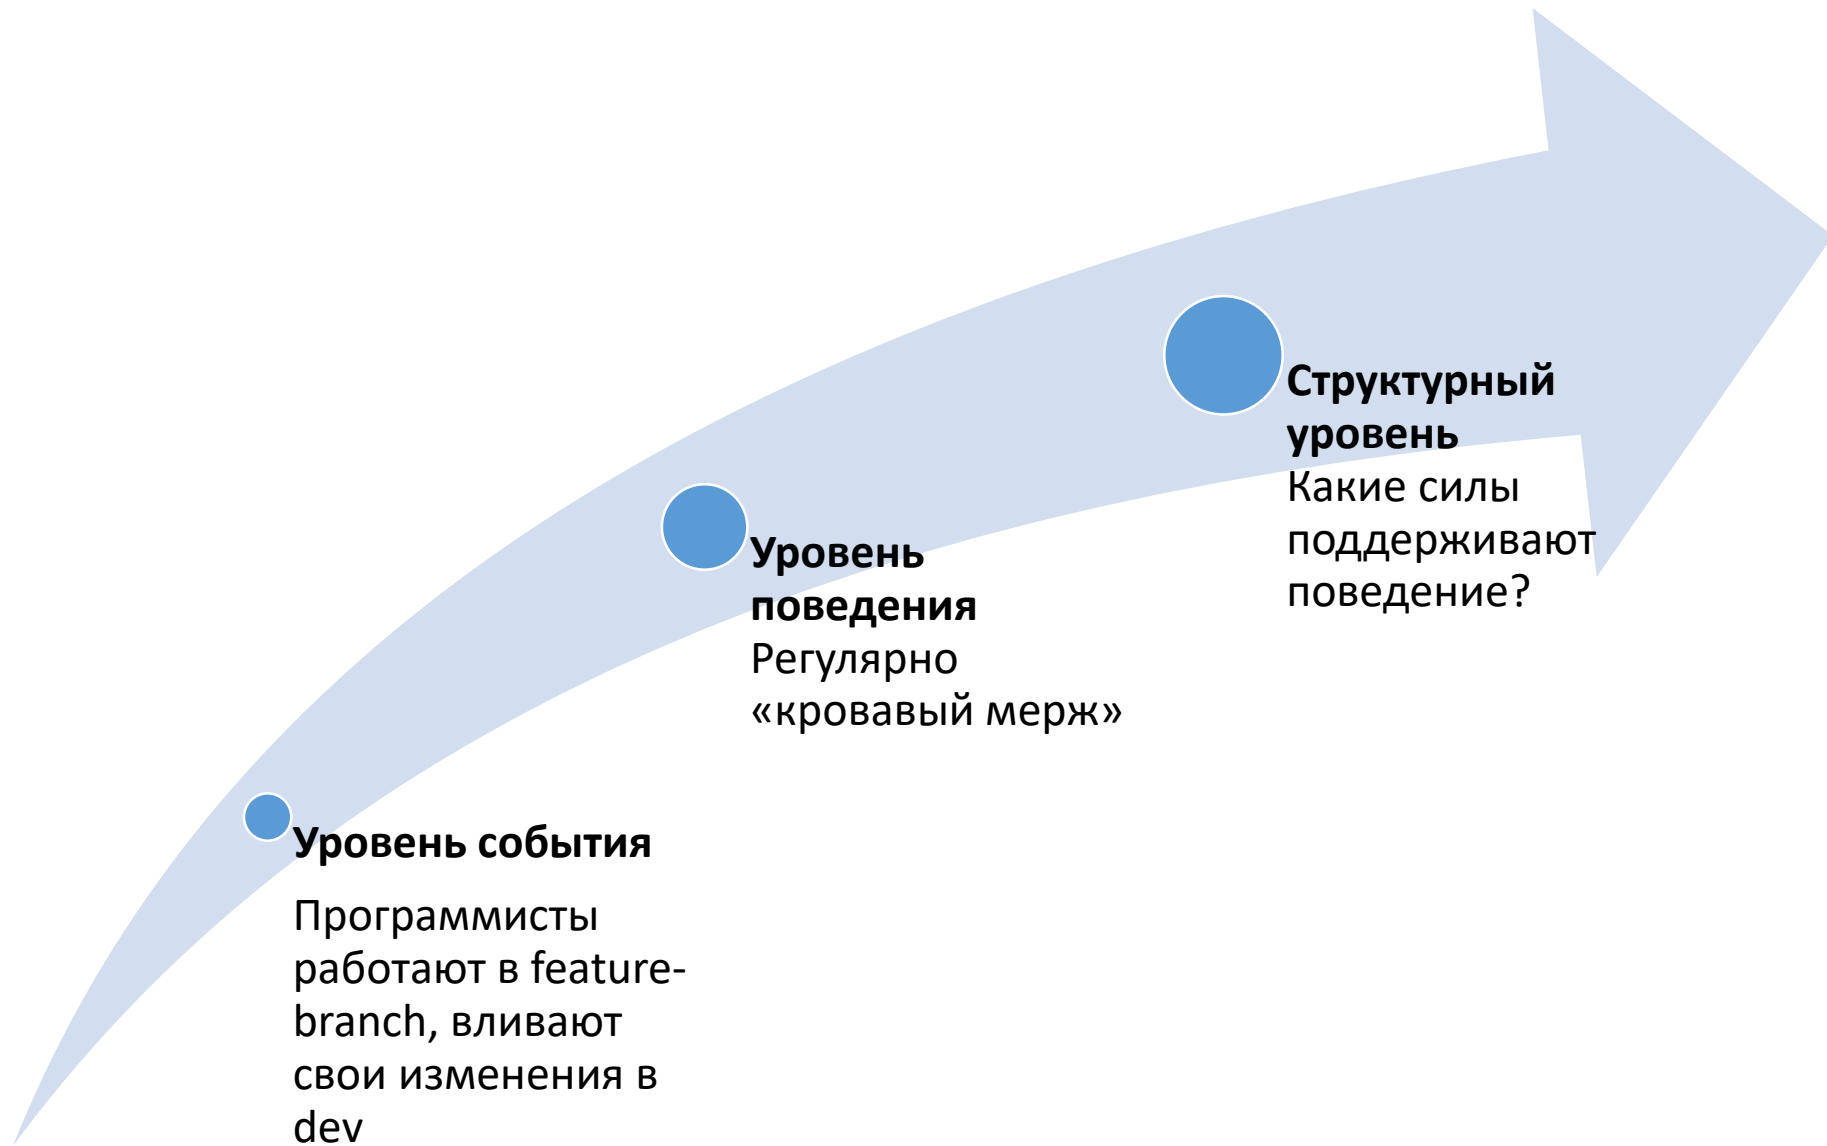 Уровень события
Программисты
работают в feature-
branch, вливают
свои изменения в
dev
Уровень
поведения
Регулярно
«кровавый мерж»
Структурный
уровень
Какие силы
поддерживают
поведение?